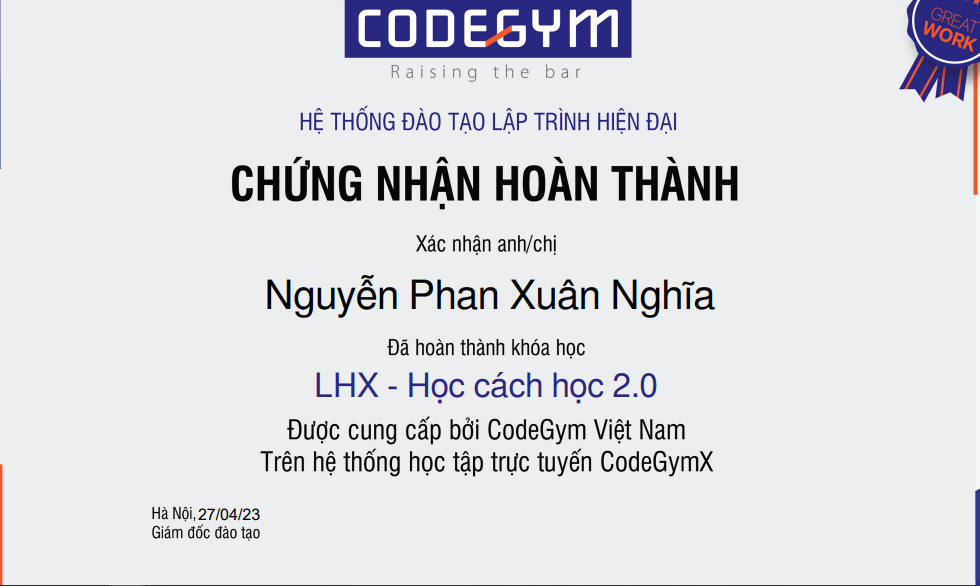 CODEGYM
Raising the bar
GREAT
WORK
HỆ THỐNG ĐÀO TẠO LẬP TRÌNH HIỆN ĐẠI
CHỨNG NHẬN HOÀN THÀNH
Xác nhận anh/chị
Nguyễn Phan Xuân Nghĩa
Đã hoàn thành khóa học
LHX - Học cách học 2.0
Được cung cấp bởi CodeGym Việt Nam
Trên hệ thống học tập trực tuyến CodeGymX
Hà Nội, 27/04/23
Giám đốc đào tạo